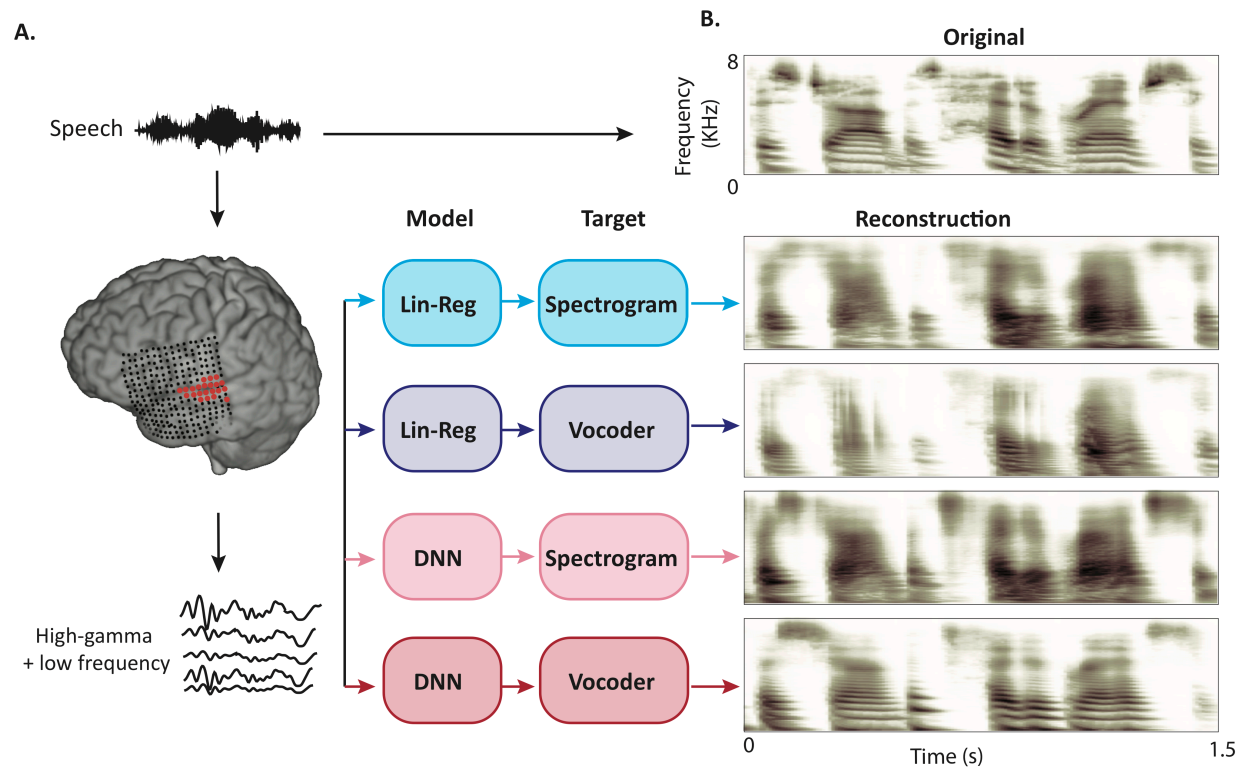 A.
B.
Original
8
Frequency
(KHz)
0
Speech
Model
Target
Reconstruction
Lin-Reg
Spectrogram
Lin-Reg
Vocoder
DNN
Spectrogram
High-gamma
+ low frequency
DNN
Vocoder
0
Time (s)
1.5